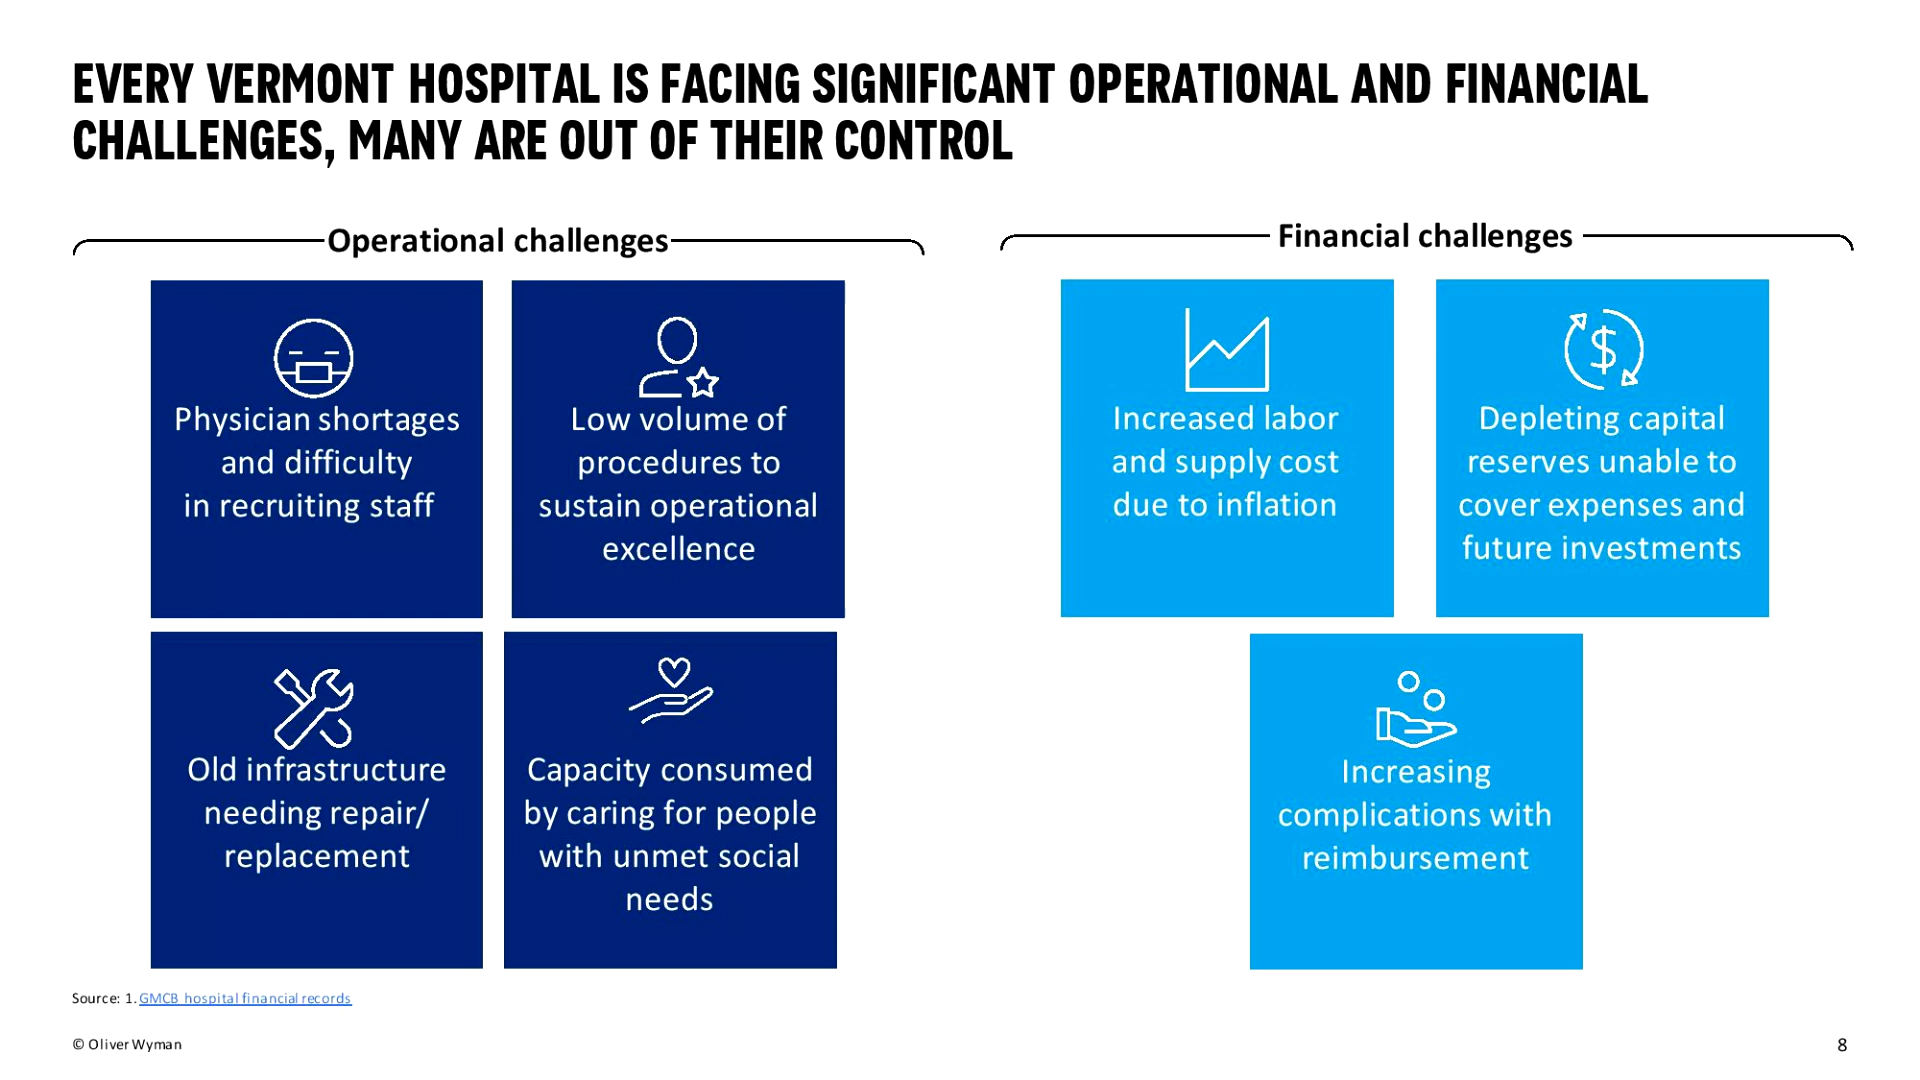 EVERY VERMONT HOSPITAL IS FACING SIGNIFICANT OPERATIONAL AND FINANCIAL
CHALLENGES, MANY ARE OUT OF THEIR CONTROL
Operational challenges
Physician shortages
and difficulty
in recruiting staff
Low volume of
procedures to
sustain operational
excellence
Old infrastructure
needing repair/
replacement
Capacity consumed
by caring for people
with unmet social
needs
Financial challenges
Increased labor
and supply cost
due to inflation
$
Depleting capital
reserves unable to
cover expenses and
future investments
Increasing
complications with
reimbursement
Source: 1. GMCB hospital financial records
© Oliver Wyman
8